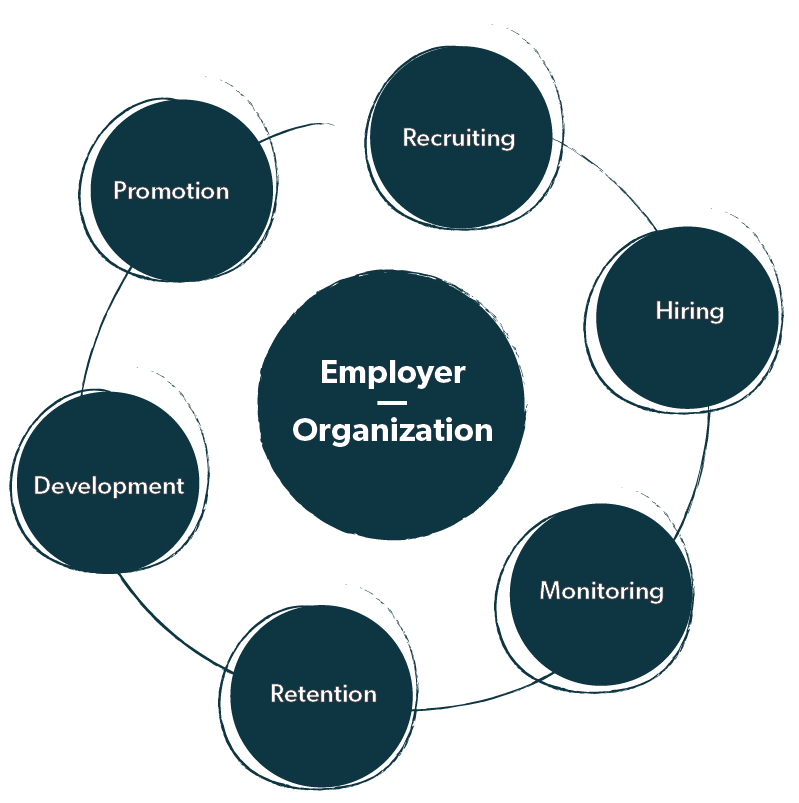 Recruiting
Promotion
Hiring
Employer
—
Organization
Development
Monitoring
Retention